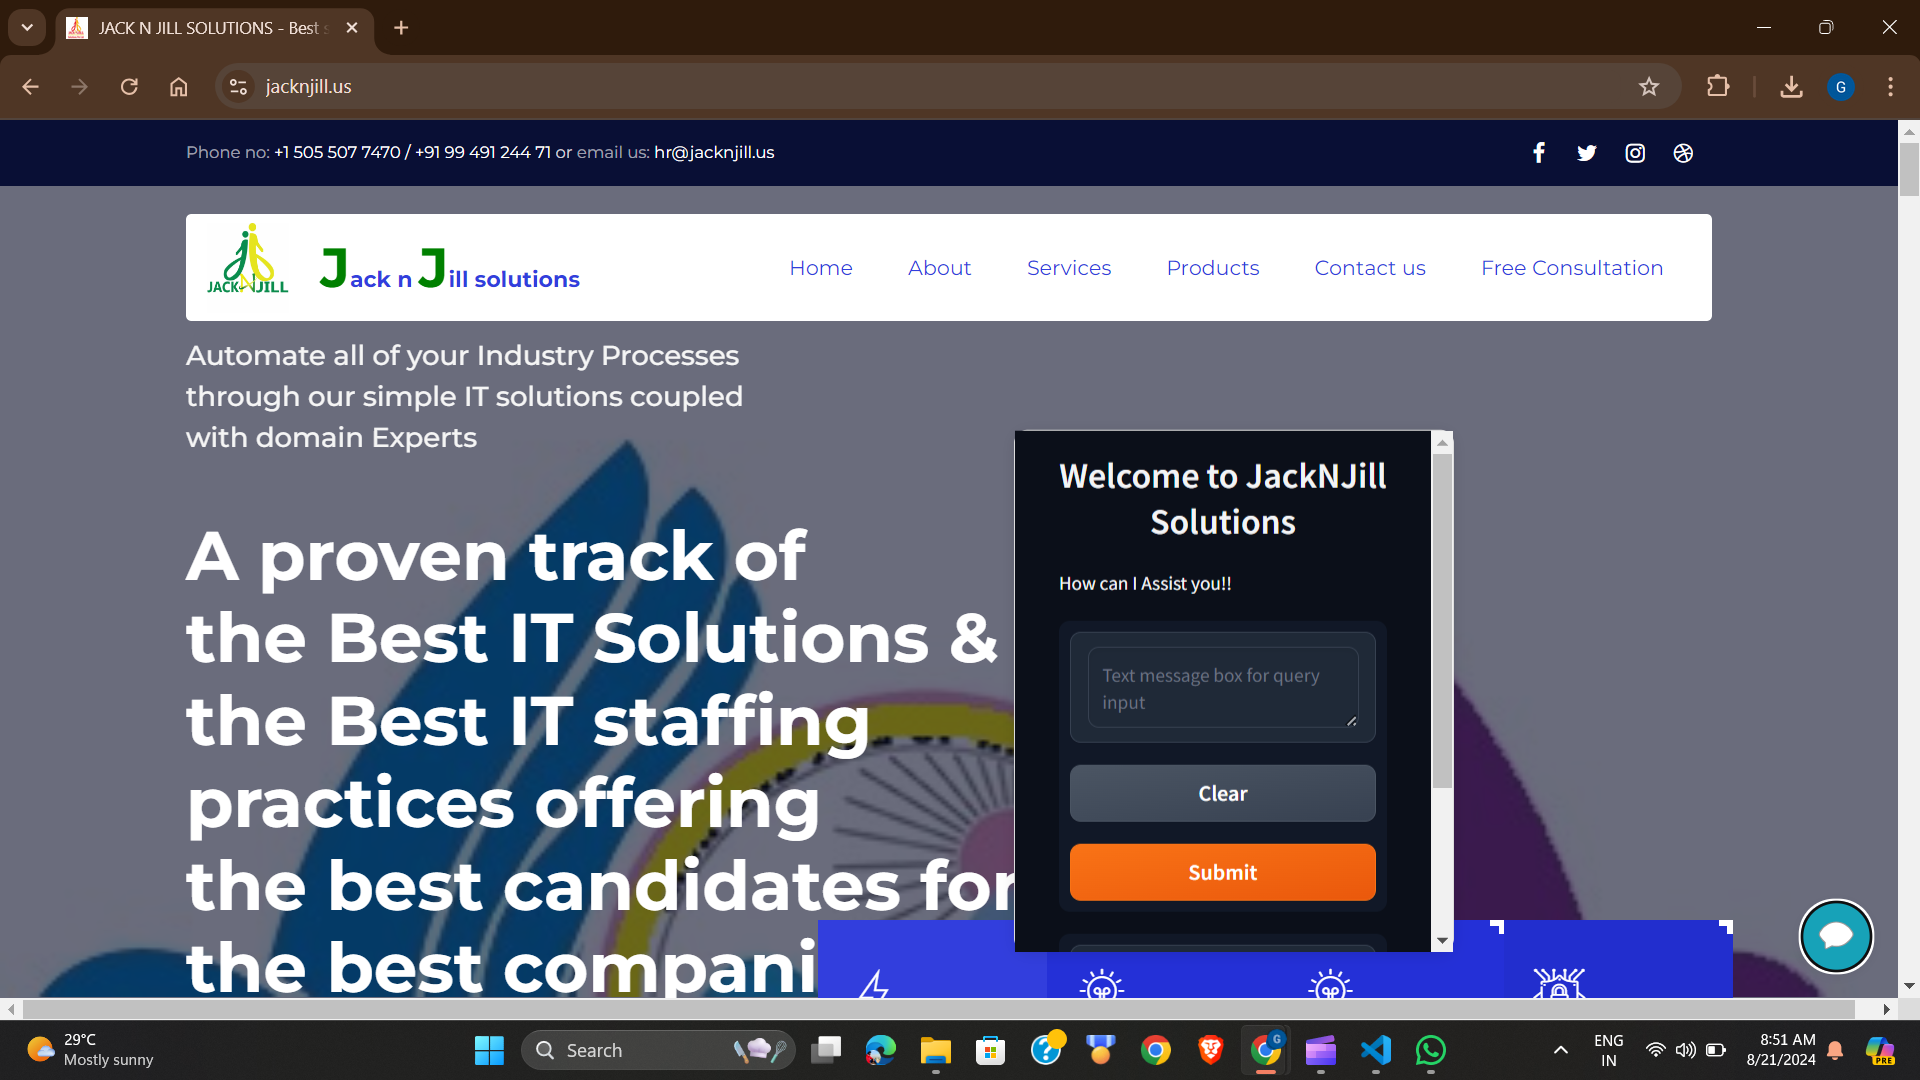 JACK N JILL SOLUTIONS - Best s
jacknjill.us
G
Phone no: +1 505 507 7470 / +91 99 491 244 71 or email us: hr@jacknjill.us
JACK N JILL
Jack n Jill solutions
Home About Services Products Contact us Free Consultation
Automate all of your Industry Processes
through our simple IT solutions coupled
with domain Experts
A proven track of
the Best IT Solutions &
the Best IT staffing
practices offering
the best candidates for
the best compani
Welcome to JackNJill
Solutions
How can I Assist you!!
Text message box for query
input
Clear
Submit
29°C
Mostly sunny
Search
G
ENG
IN
8:51 AM
8/21/2024
PRE